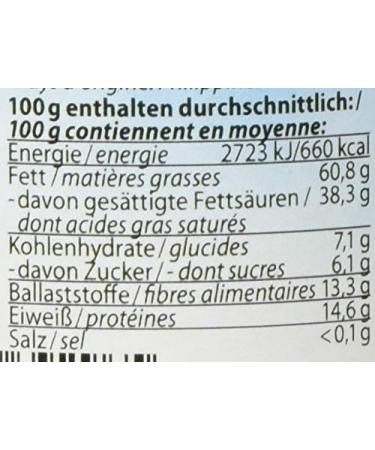 100 g enthalten durchschnittlich:/
100 g contiennent en moyenne:
Energie/energie 2723 kJ/660 kcal
Fett/matières grasses 60,8 g
-davon gesättigte Fettsäuren/ 38,3 g
dont acides gras saturés
Kohlenhydrate/glucides 7,1 g
-davon Zucker/- dont sucres 6,1 g
Ballaststoffe/fibres alimentaires 13,3 g
Eiweiß/protéines 14,6 g
Salz/sel <0,1 g